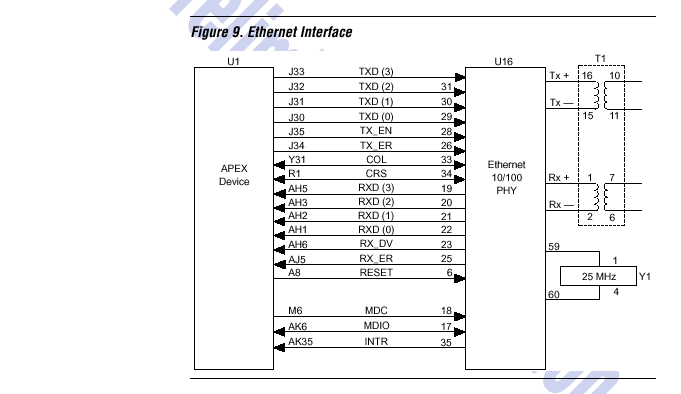 Figure 9. Ethernet Interface
U1 U16 T1
J33 TXD (3)
J32 TXD (2) 31
J31 TXD (1) 30
J30 TXD (0) 29
J35 TX_EN 28
J34 TX_ER 26
Y31 COL 33
R1 CRS 34
AH5 RXD (3) 19
AH3 RXD (2) 20
AH2 RXD (1) 21
AH1 RXD (0) 22
AH6 RX_DV 23
AJ5 RX_ER 25
A8 RESET 6
M6 MDC 18
AK6 MDIO 17
AK35 INTR 35
APEX
Device
Ethernet
10/100
PHY
Tx + 16 10
Tx — 15 11
Rx + 1 7
Rx — 2 6
59
1
25 MHz Y1
4
60